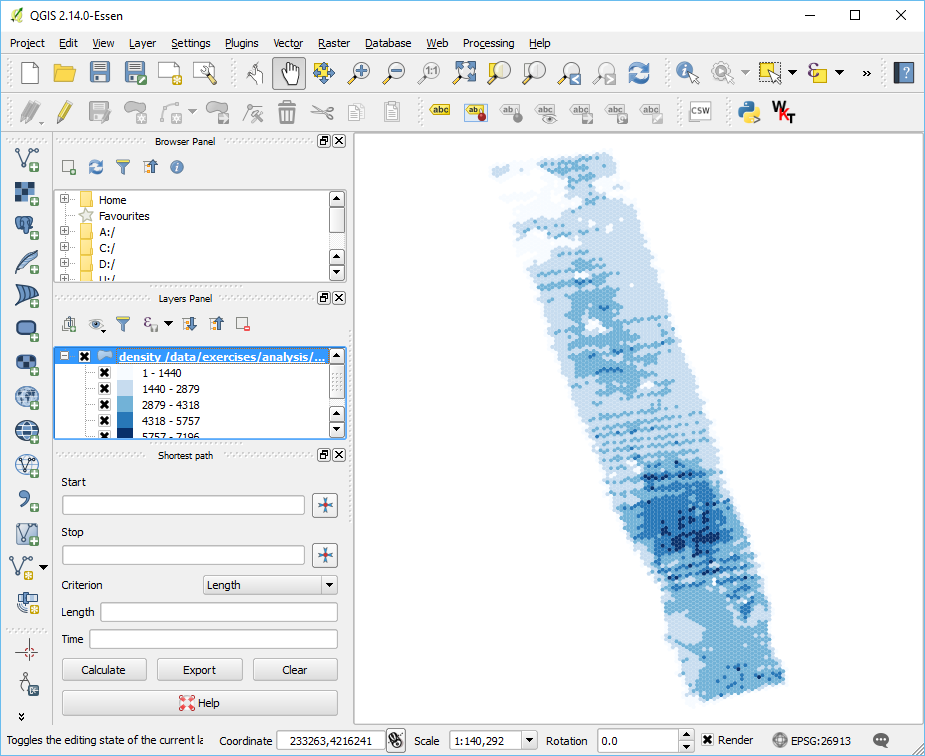 QGIS 2.14.0-Essen
Project Edit View Layer Settings Plugins Vector Raster Database Web Processing Help
1:1
abc ab abc abc abc abc CSW WKT
Browser Panel
Home
Favourites
A:/
C:/
D:/
Layers Panel
density /data/exercises/analysis/...
1 - 1440
1440 - 2879
2879 - 4318
4318 - 5757
5757 - 7196
Shortest path
Start
Stop
Criterion Length
Length
Time
Calculate Export Clear
Help
Toggles the editing state of the current la Coordinate 233263,4216241 Scale 1:140,292 Rotation 0.0 Render EPSG:26913